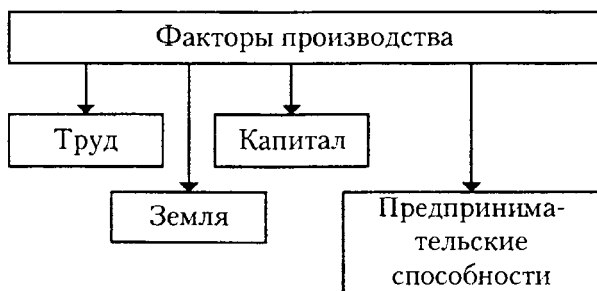 Факторы производства
Труд
Капитал
Земля
Предпринима-
тельские
способности